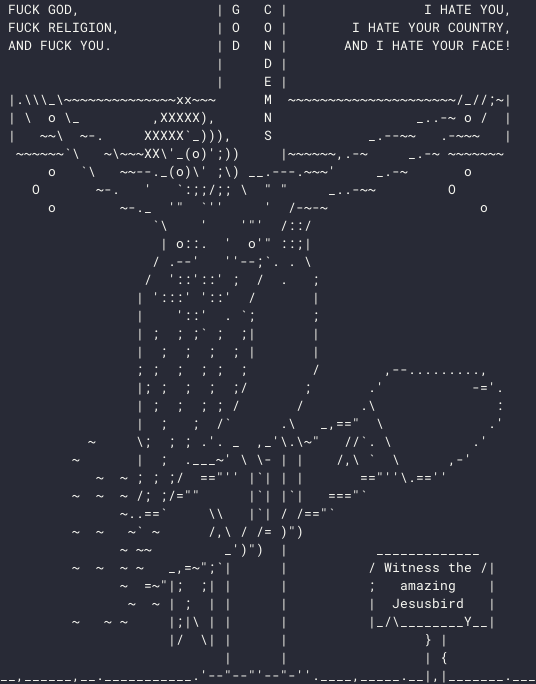 FUCK GOD,
FUCK RELIGION,
AND FUCK YOU.
GOD
CONDEMNS
I HATE YOU,
I HATE YOUR COUNTRY,
AND I HATE YOUR FACE!
Witness the
amazing
Jesusbird